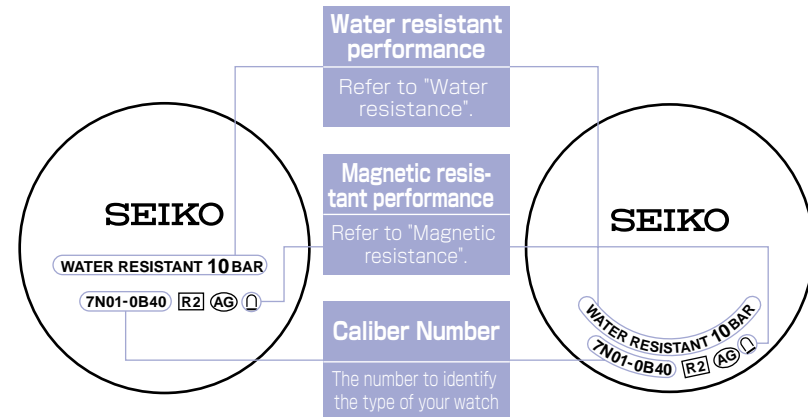 Water resistant
performance
Refer to "Water
resistance".
Magnetic resis-
tant performance
Refer to "Magnetic
resistance".
Caliber Number
The number to identify
the type of your watch
SEIKO
WATER RESISTANT 10 BAR
7N01-0B40 R2 AG
SEIKO
WATER RESISTANT 10 BAR
7N01-0B40 R2 AG